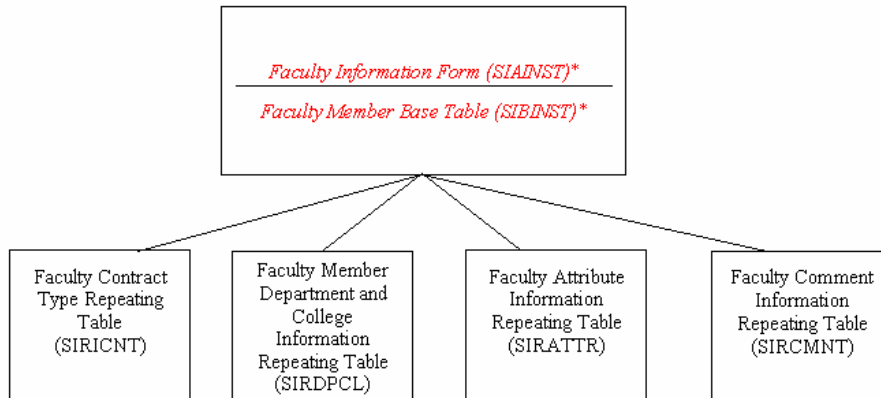 Faculty Information Form (SIAINST)*
Faculty Member Base Table (SIBINST)*
Faculty Contract
Type Repeating
Table
(SIRICNT)
Faculty Member
Department and
College
Information
Repeating Table
(SIRDPCL)
Faculty Attribute
Information
Repeating Table
(SIRATTR)
Faculty Comment
Information
Repeating Table
(SIRCMNT)